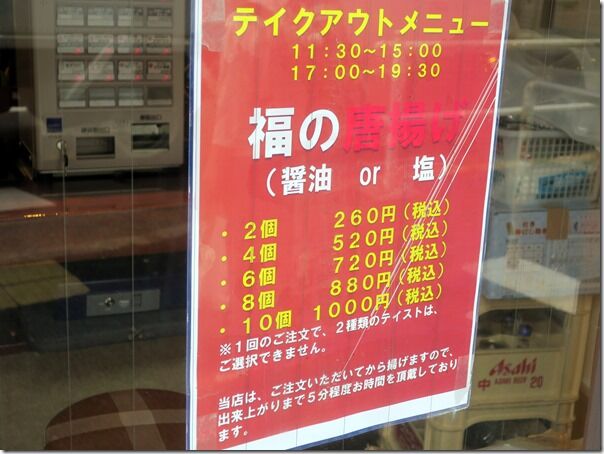 テイクアウトメニュー
11:30~15:00
17:00~19:30
福の唐揚げ
(醤油 or 塩)
・2個 260円(税込)
・4個 520円(税込)
・6個 720円(税込)
・8個 880円(税込)
・10個 1000円(税込)
※1回のご注文で、2種類のテイストは、
ご選択できません。
当店は、ご注文いただいてから揚げますので、
出来上がりまで5分程度お時間を頂戴しており
ます。
Asahi
中 ASAHI BEER 20